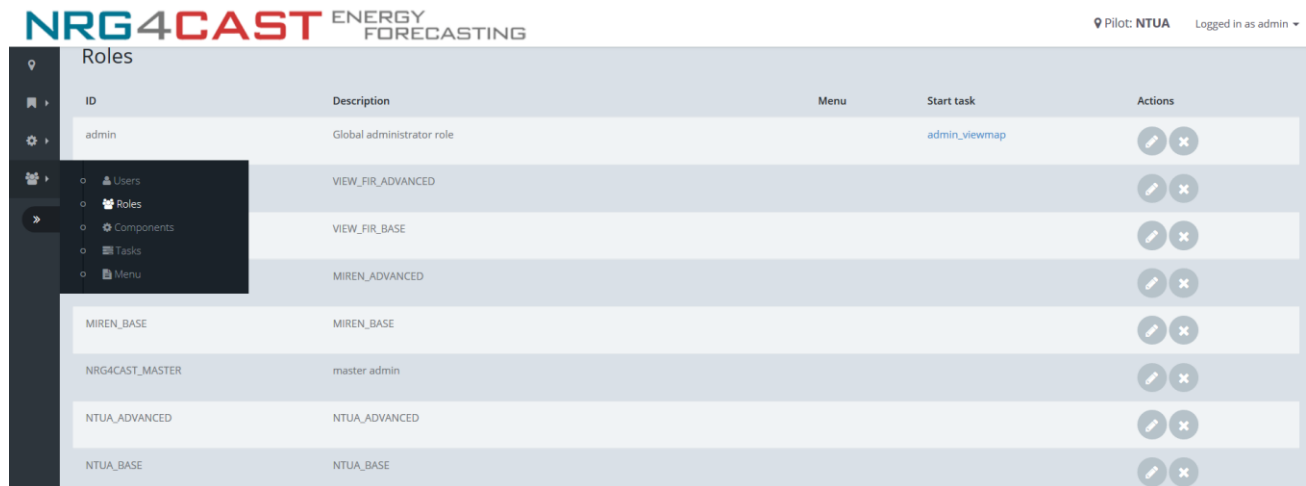 NRG4CAST ENERGY FORECASTING
Pilot: NTUA Logged in as admin
Roles
ID Description Menu Start task Actions
admin Global administrator role admin_viewmap
Users
VIEW_FIR_ADVANCED
Roles
Components
VIEW_FIR_BASE
Tasks
Menu
MIREN_ADVANCED
MIREN_BASE MIREN_BASE
NRG4CAST_MASTER master admin
NTUA_ADVANCED NTUA_ADVANCED
NTUA_BASE NTUA_BASE